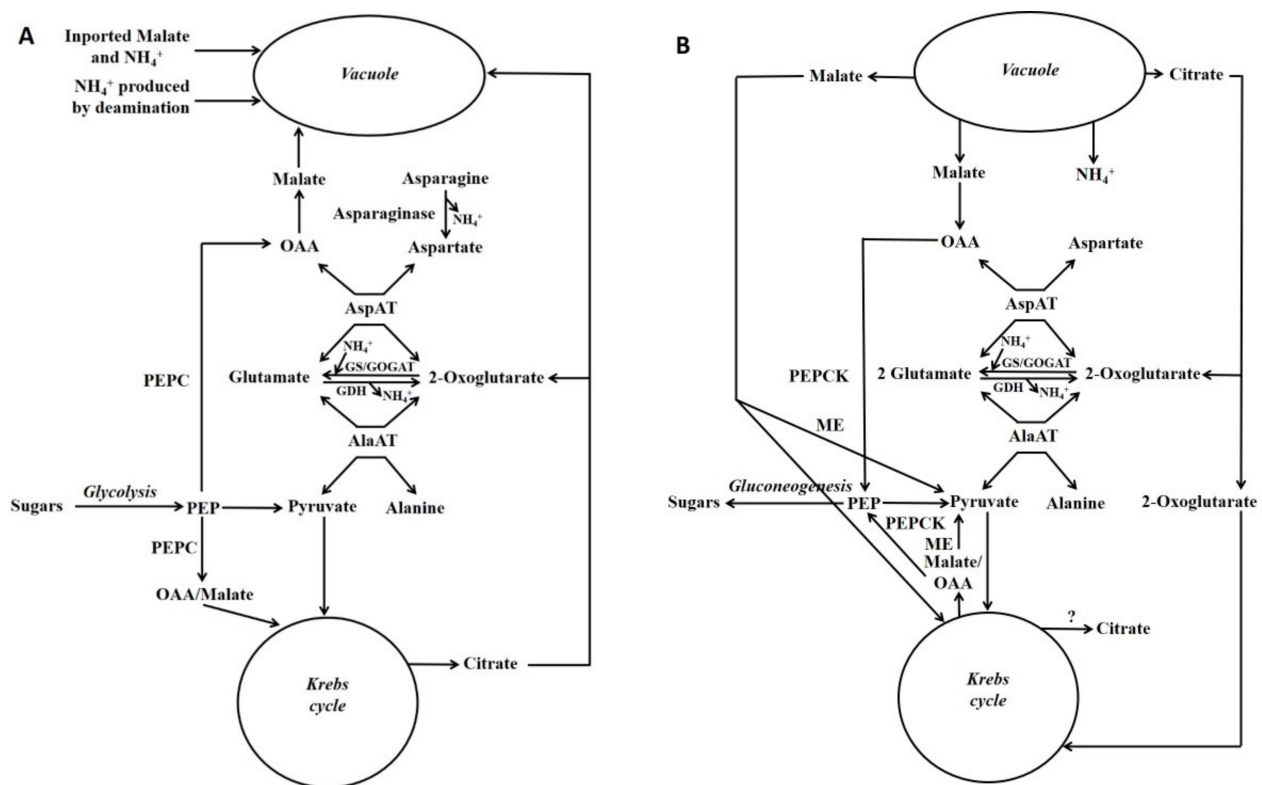 A
Inported Malate
and NH₄⁺
NH₄⁺ produced
by deamination
Vacuole
Malate
Asparagine
Asparaginase
NH₄⁺
OAA
Aspartate
AspAT
NH₄⁺
GS/GOGAT
Glutamate
2-Oxoglutarate
GDH
NH₄⁺
PEPC
AlaAT
Glycolysis
Sugars
PEP
Pyruvate
Alanine
PEPC
OAA/Malate
Citrate
Krebs
cycle
B
Vacuole
Malate
Citrate
Malate
NH₄⁺
OAA
Aspartate
AspAT
NH₄⁺
GS/GOGAT
PEPCK
2 Glutamate
2-Oxoglutarate
GDH
NH₄⁺
ME
AlaAT
Gluconeogenesis
Sugars
PEP
Pyruvate
Alanine
2-Oxoglutarate
PEPCK
ME
Malate/
OAA
?
Citrate
Krebs
cycle